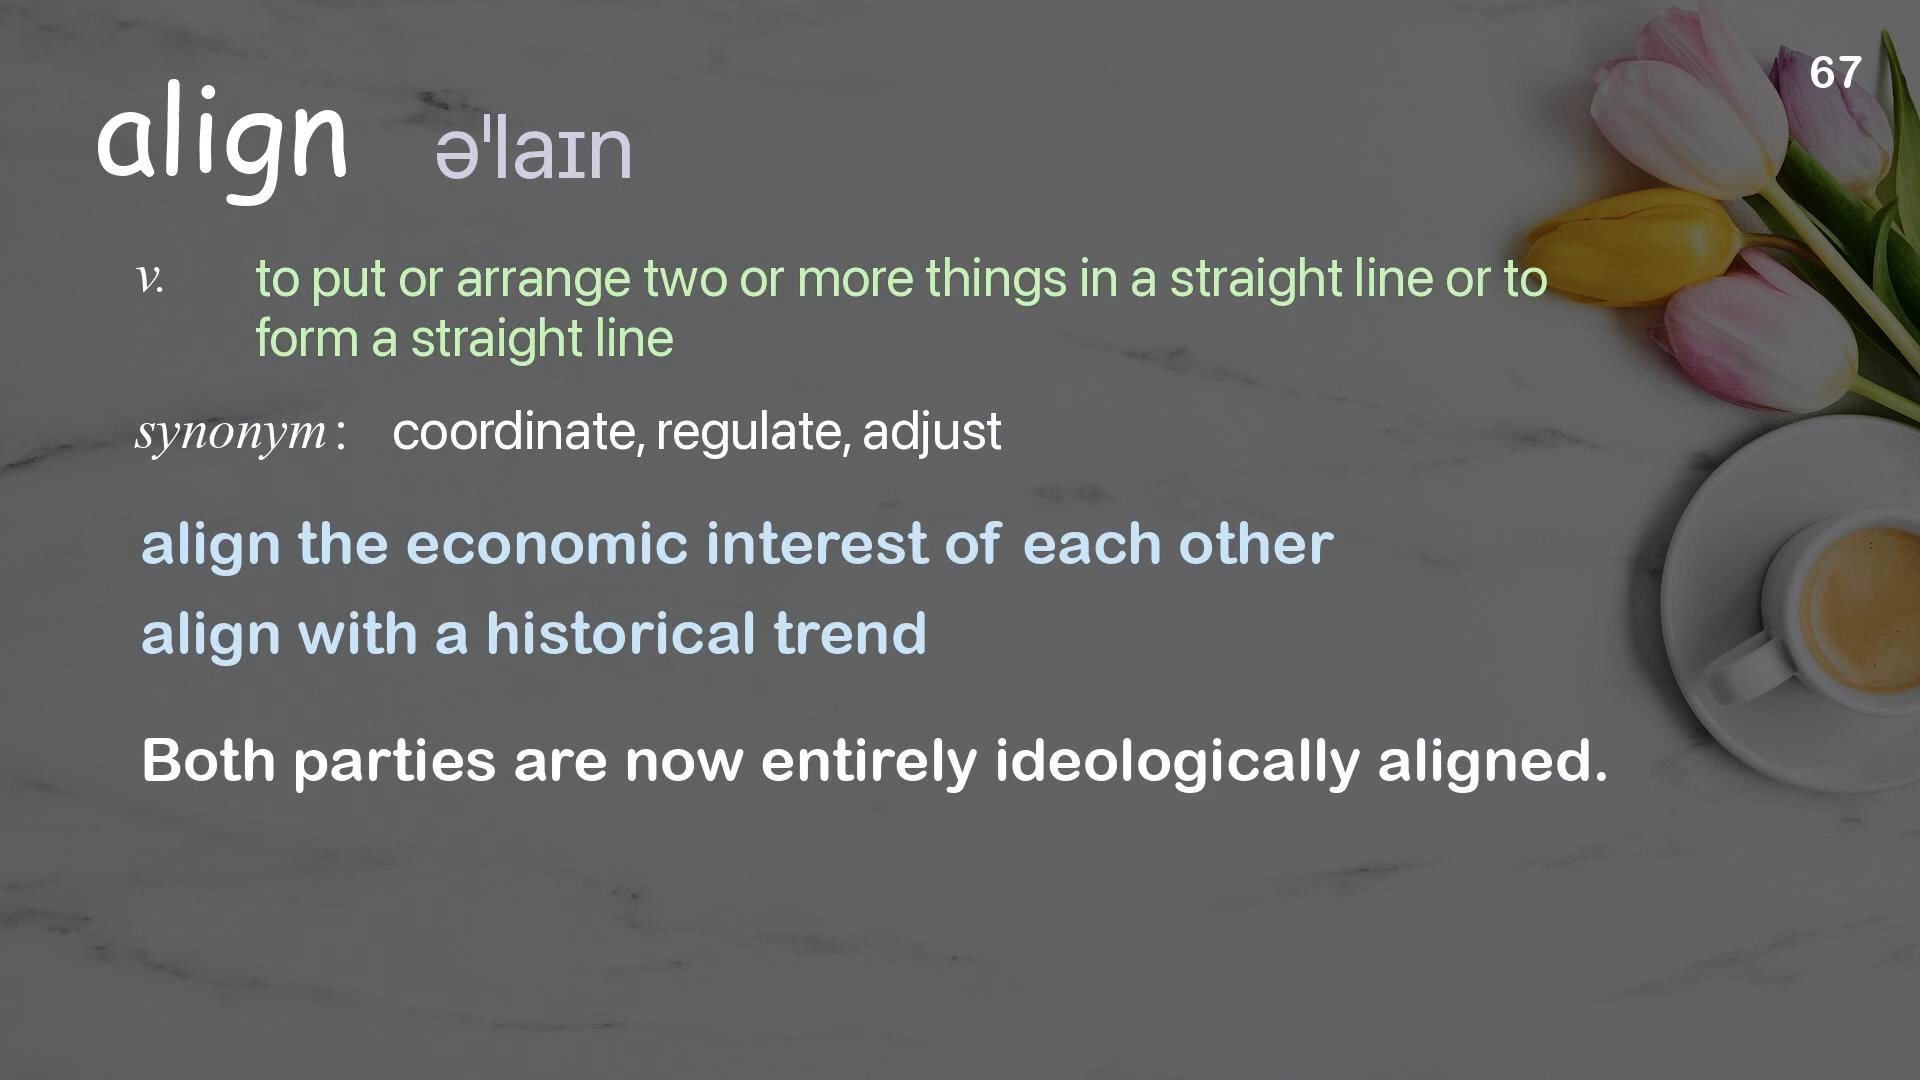 67
align əˈlaɪn
v. to put or arrange two or more things in a straight line or to
form a straight line
synonym: coordinate, regulate, adjust
align the economic interest of each other
align with a historical trend
Both parties are now entirely ideologically aligned.